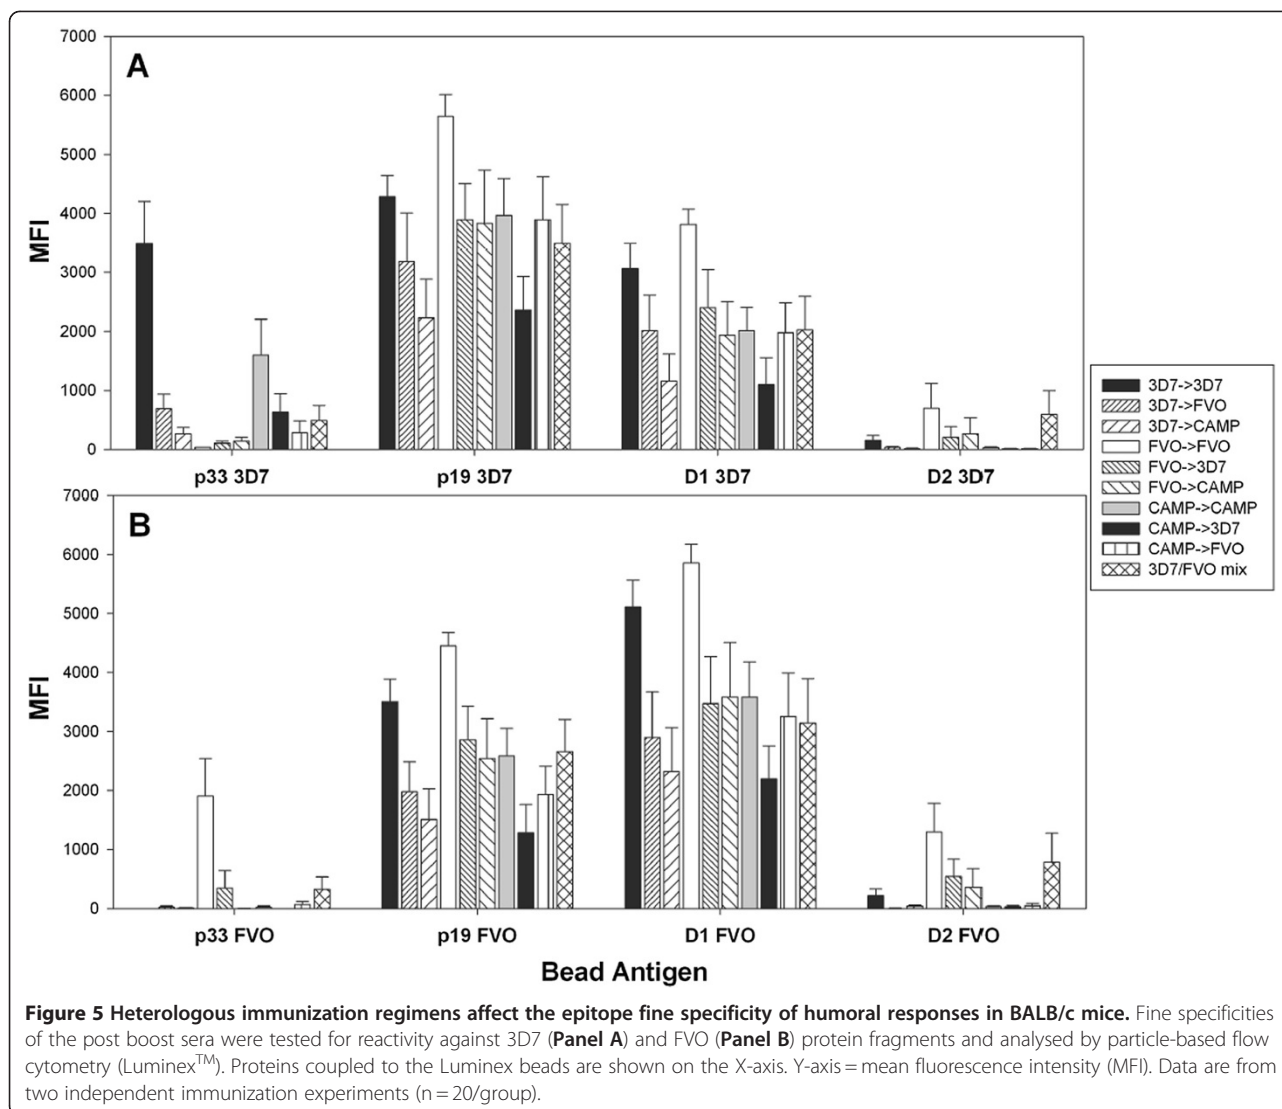 7000
6000
5000
4000
3000
2000
1000
0
MFI
A
p33 3D7 p19 3D7 D1 3D7 D2 3D7
7000
6000
5000
4000
3000
2000
1000
0
MFI
B
p33 FVO p19 FVO D1 FVO D2 FVO
Bead Antigen
3D7->3D7
3D7->FVO
3D7->CAMP
FVO->FVO
FVO->3D7
FVO->CAMP
CAMP->CAMP
CAMP->3D7
CAMP->FVO
3D7/FVO mix
Figure 5 Heterologous immunization regimens affect the epitope fine specificity of humoral responses in BALB/c mice. Fine specificities
of the post boost sera were tested for reactivity against 3D7 (Panel A) and FVO (Panel B) protein fragments and analysed by particle-based flow
cytometry (Luminex™). Proteins coupled to the Luminex beads are shown on the X-axis. Y-axis = mean fluorescence intensity (MFI). Data are from
two independent immunization experiments (n = 20/group).